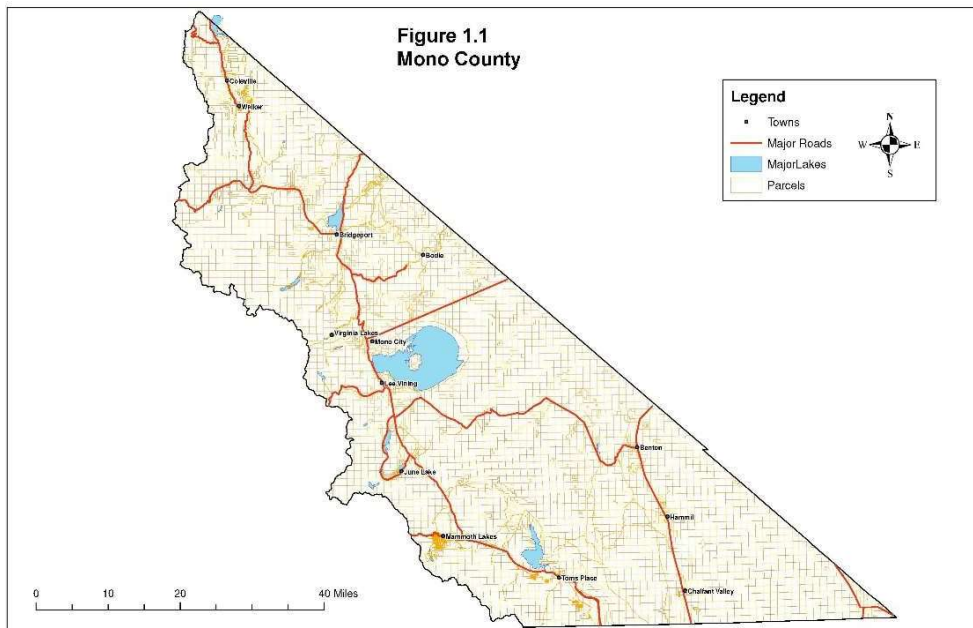 Figure 1.1
Mono County
Legend
Towns
Major Roads
MajorLakes
Parcels
N
W E
S
Coleville
Walker
Bridgeport
Bodie
Virginia Lakes
Mono City
Lee Vining
Benton
June Lake
Hammil
Mammoth Lakes
Toms Place
Chalfant Valley
0 10 20 40 Miles